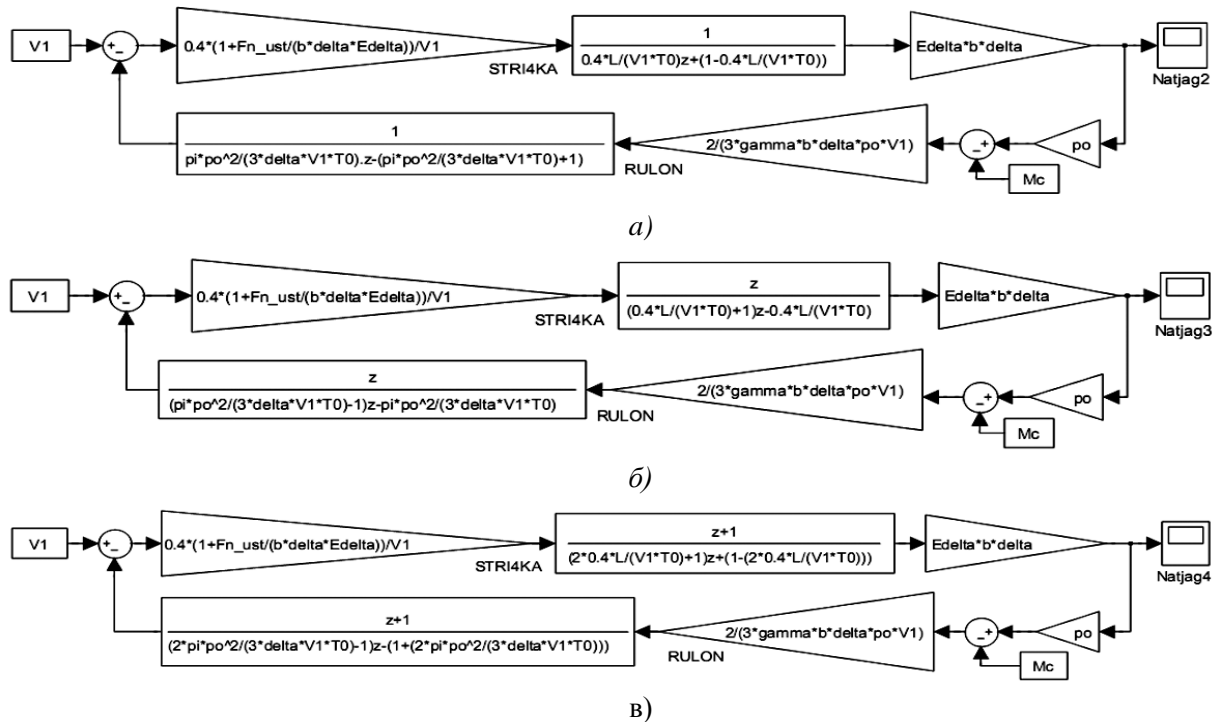 V1
+
-
0.4*(1+Fn_ust/(b*delta*Edelta))/V1
STRI4KA
1
0.4*L/(V1*T0)z+(1-0.4*L/(V1*T0))
Edelta*b*delta
Natjag2
1
pi*po^2/(3*delta*V1*T0).z-(pi*po^2/(3*delta*V1*T0)+1)
RULON
2/(3*gamma*b*delta*po*V1)
-+
po
Mc
а)
V1
+
-
0.4*(1+Fn_ust/(b*delta*Edelta))/V1
STRI4KA
z
(0.4*L/(V1*T0)+1)z-0.4*L/(V1*T0)
Edelta*b*delta
Natjag3
z
(pi*po^2/(3*delta*V1*T0)-1)z-pi*po^2/(3*delta*V1*T0)
RULON
2/(3*gamma*b*delta*po*V1)
-+
po
Mc
б)
V1
+
-
0.4*(1+Fn_ust/(b*delta*Edelta))/V1
STRI4KA
z+1
(2*0.4*L/(V1*T0)+1)z+(1-(2*0.4*L/(V1*T0)))
Edelta*b*delta
Natjag4
z+1
(2*pi*po^2/(3*delta*V1*T0)-1)z-(1+(2*pi*po^2/(3*delta*V1*T0)))
RULON
2/(3*gamma*b*delta*po*V1)
-+
po
Mc
в)